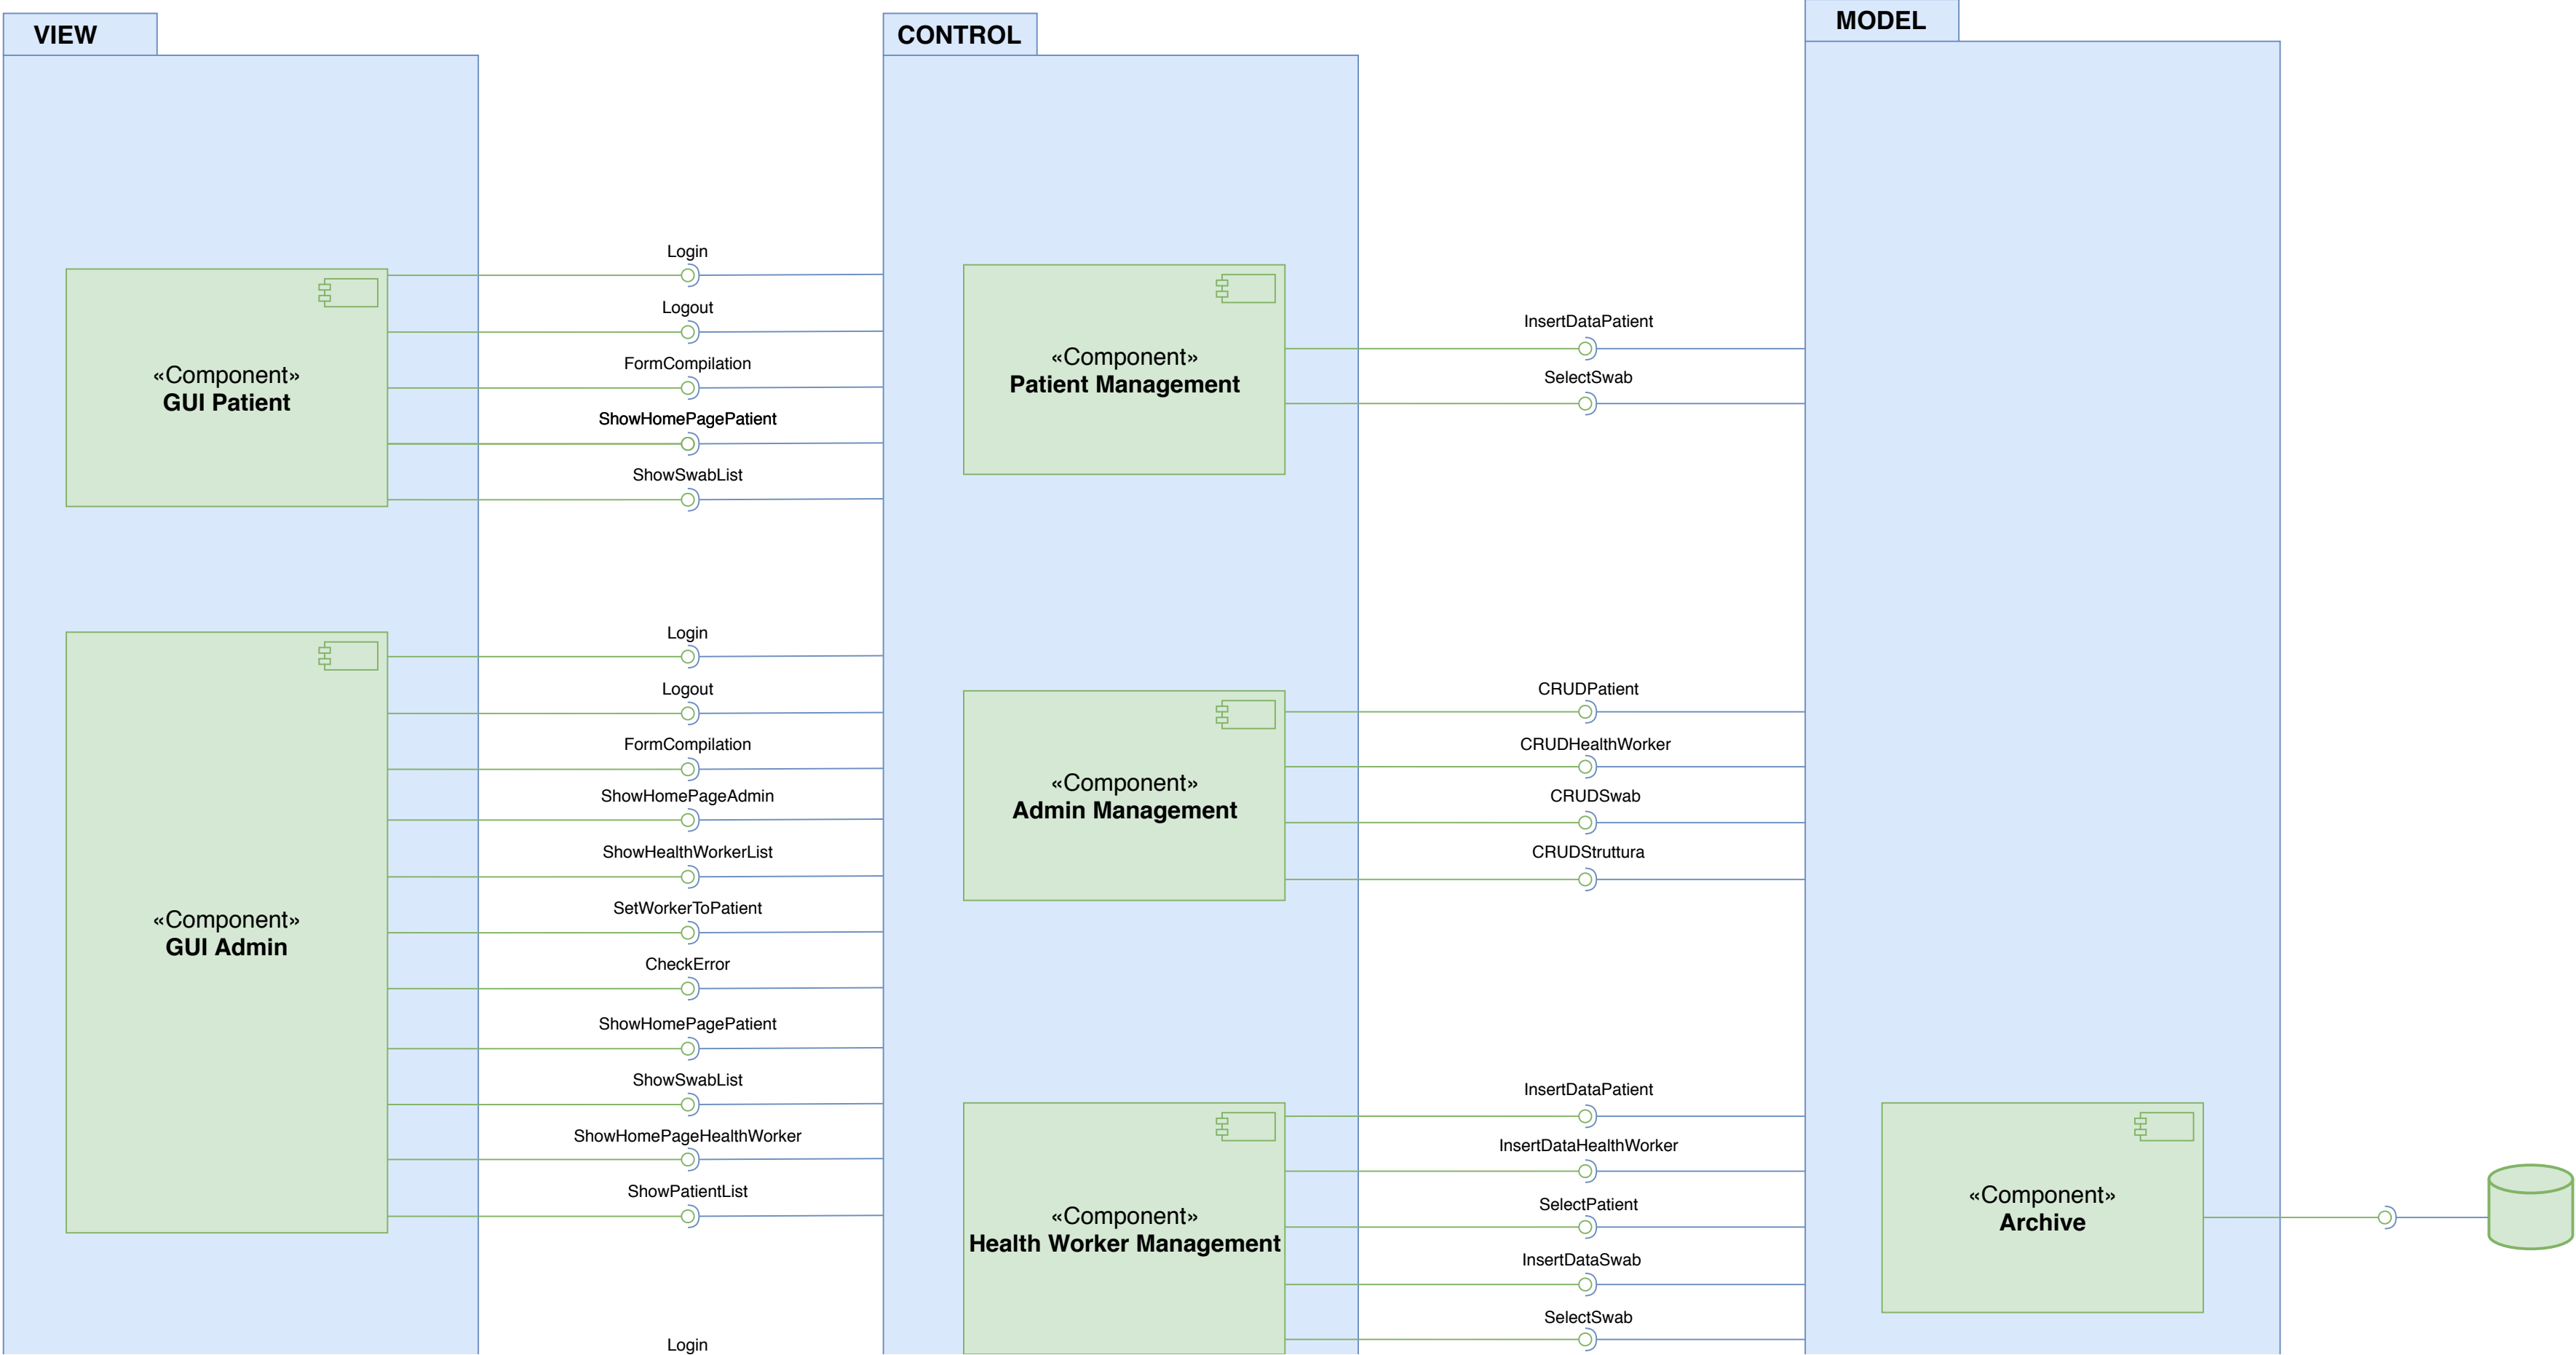 VIEW
CONTROL
MODEL
«Component»
GUI Patient
Login
Logout
FormCompilation
ShowHomePagePatient
ShowSwabList
«Component»
Patient Management
InsertDataPatient
SelectSwab
«Component»
GUI Admin
Login
Logout
FormCompilation
ShowHomePageAdmin
ShowHealthWorkerList
SetWorkerToPatient
CheckError
ShowHomePagePatient
ShowSwabList
ShowHomePageHealthWorker
ShowPatientList
«Component»
Admin Management
CRUDPatient
CRUDHealthWorker
CRUDSwab
CRUDStruttura
«Component»
Health Worker Management
InsertDataPatient
InsertDataHealthWorker
SelectPatient
InsertDataSwab
SelectSwab
«Component»
Archive
Login